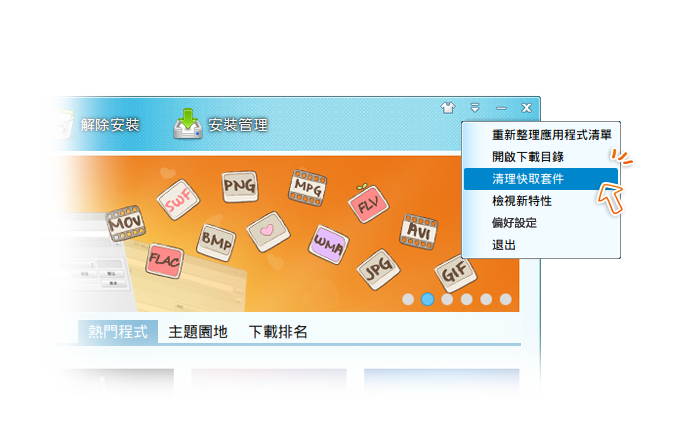 解除安裝
安裝管理
重新整理應用程式清單
開啟下載目錄
清理快取套件
檢視新特性
偏好設定
退出
MOV
SWF
PNG
MPG
FLV
AVI
FLAC
BMP
WMA
JPG
GIF
熱門程式
主題園地
下載排名